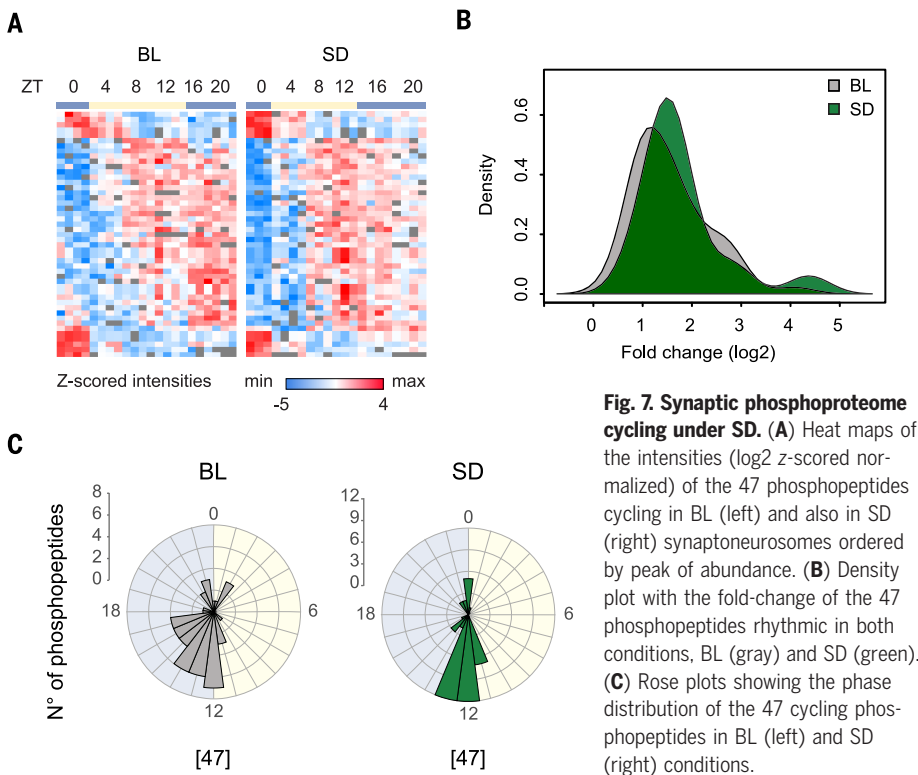 A
BL
SD
ZT 0 4 8 12 16 20 0 4 8 12 16 20
Z-scored intensities min max
-5 4
B
BL
SD
Density
0.0 0.2 0.4 0.6
0 1 2 3 4 5
Fold change (log2)
Fig. 7. Synaptic phosphoproteome
cycling under SD. (A) Heat maps of
the intensities (log2 z-scored nor-
malized) of the 47 phosphopeptides
cycling in BL (left) and also in SD
(right) synaptoneurosomes ordered
by peak of abundance. (B) Density
plot with the fold-change of the 47
phosphopeptides rhythmic in both
conditions, BL (gray) and SD (green).
(C) Rose plots showing the phase
distribution of the 47 cycling phos-
phopeptides in BL (left) and SD
(right) conditions.
C
BL
SD
N° of phosphopeptides
8
6
4
2
0
0
18
6
12
[47]
12
9
6
3
0
0
18
6
12
[47]